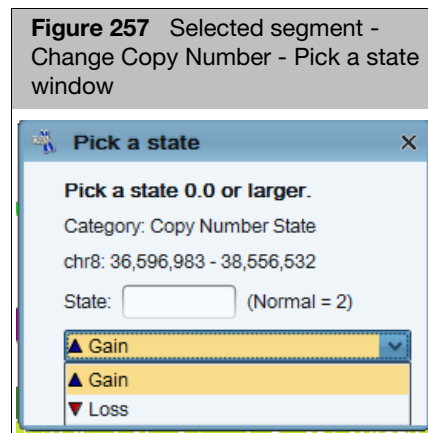 Figure 257 Selected segment -
Change Copy Number - Pick a state
window
Pick a state
Pick a state 0.0 or larger.
Category: Copy Number State
chr8: 36,596,983 - 38,556,532
State: (Normal = 2)
Gain
Gain
Loss